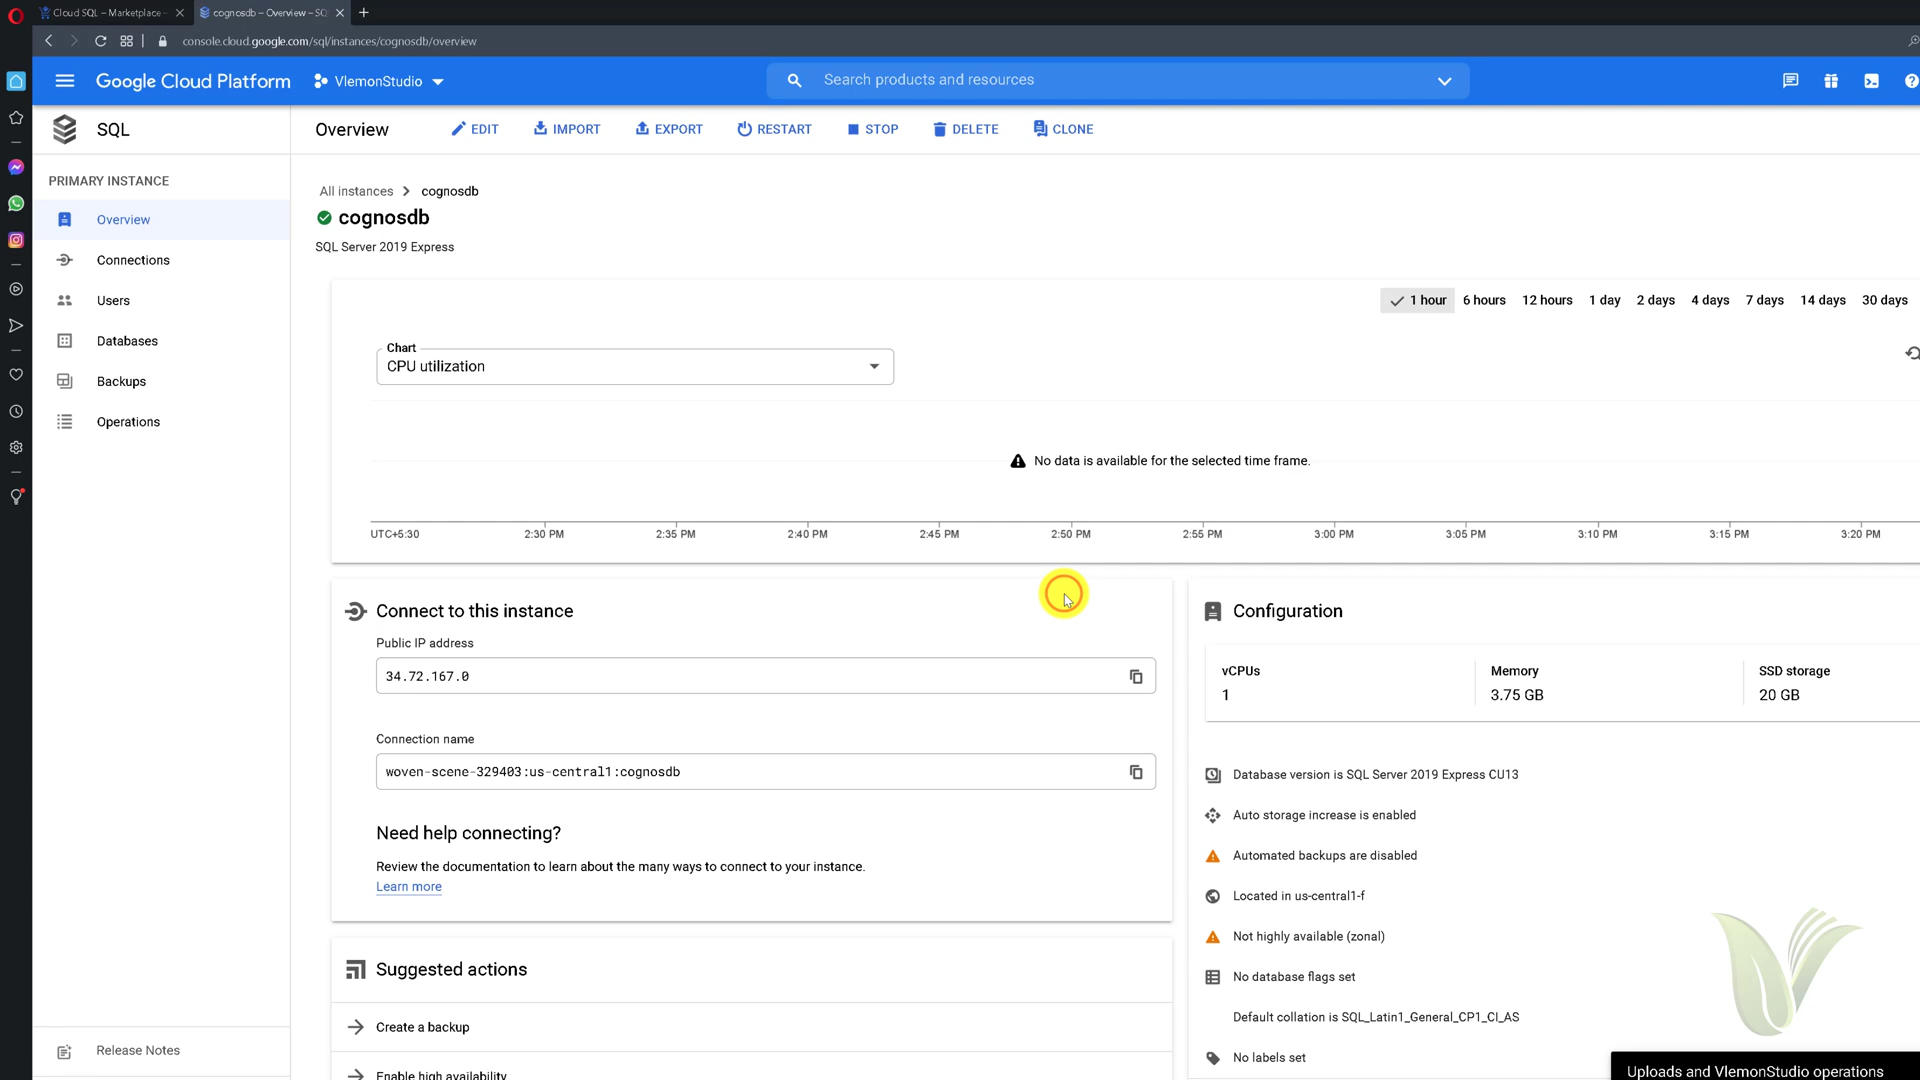 Cloud SQL – Marketplace –
cognosdb – Overview – SQ
console.cloud.google.com/sql/instances/cognosdb/overview
Google Cloud Platform
VlemonStudio
Search products and resources
SQL
Overview
EDIT
IMPORT
EXPORT
RESTART
STOP
DELETE
CLONE
PRIMARY INSTANCE
Overview
Connections
Users
Databases
Backups
Operations
Release Notes
All instances
cognosdb
cognosdb
SQL Server 2019 Express
1 hour
6 hours
12 hours
1 day
2 days
4 days
7 days
14 days
30 days
Chart
CPU utilization
No data is available for the selected time frame.
UTC+5:30
2:30 PM
2:35 PM
2:40 PM
2:45 PM
2:50 PM
2:55 PM
3:00 PM
3:05 PM
3:10 PM
3:15 PM
3:20 PM
Connect to this instance
Public IP address
34.72.167.0
Connection name
woven-scene-329403:us-central1:cognosdb
Need help connecting?
Review the documentation to learn about the many ways to connect to your instance.
Learn more
Suggested actions
Create a backup
Enable high availability
Configuration
vCPUs
1
Memory
3.75 GB
SSD storage
20 GB
Database version is SQL Server 2019 Express CU13
Auto storage increase is enabled
Automated backups are disabled
Located in us-central1-f
Not highly available (zonal)
No database flags set
Default collation is SQL_Latin1_General_CP1_CI_AS
No labels set
Uploads and VlemonStudio operations